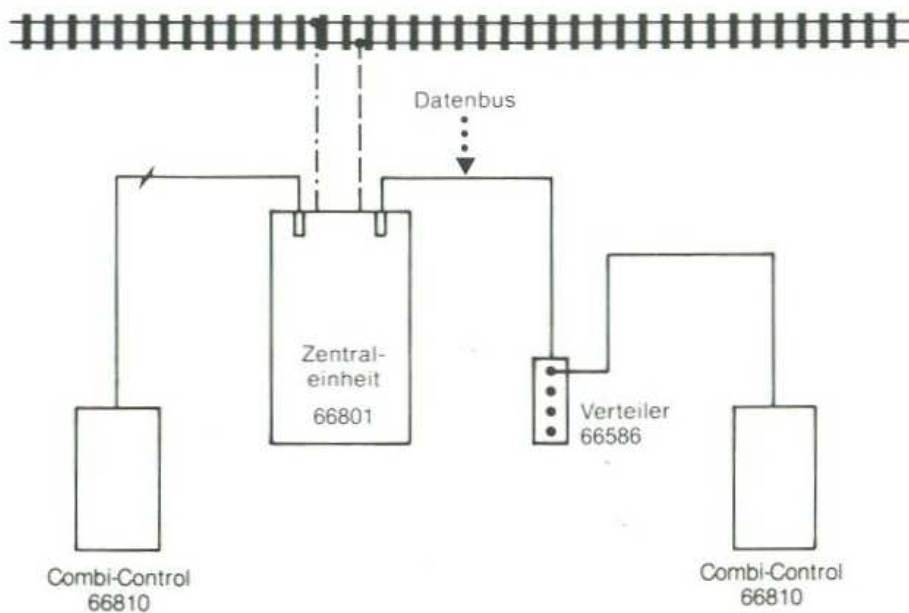 Datenbus
Zentral-
einheit
66801
Verteiler
66586
Combi-Control
66810
Combi-Control
66810